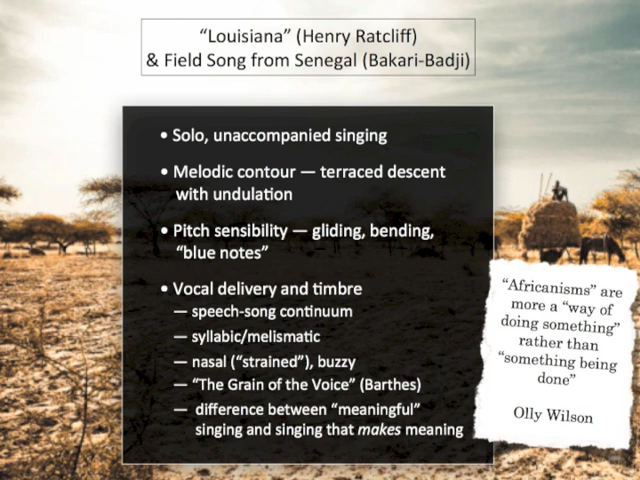 “Louisiana” (Henry Ratcliff)
& Field Song from Senegal (Bakari-Badji)
• Solo, unaccompanied singing
• Melodic contour — terraced descent
with undulation
• Pitch sensibility — gliding, bending,
“blue notes”
• Vocal delivery and timbre
— speech-song continuum
— syllabic/melismatic
— nasal (“strained”), buzzy
— “The Grain of the Voice” (Barthes)
— difference between “meaningful”
singing and singing that makes meaning
“Africanisms” are
more a “way of
doing something”
rather than
“something being
done”
Olly Wilson